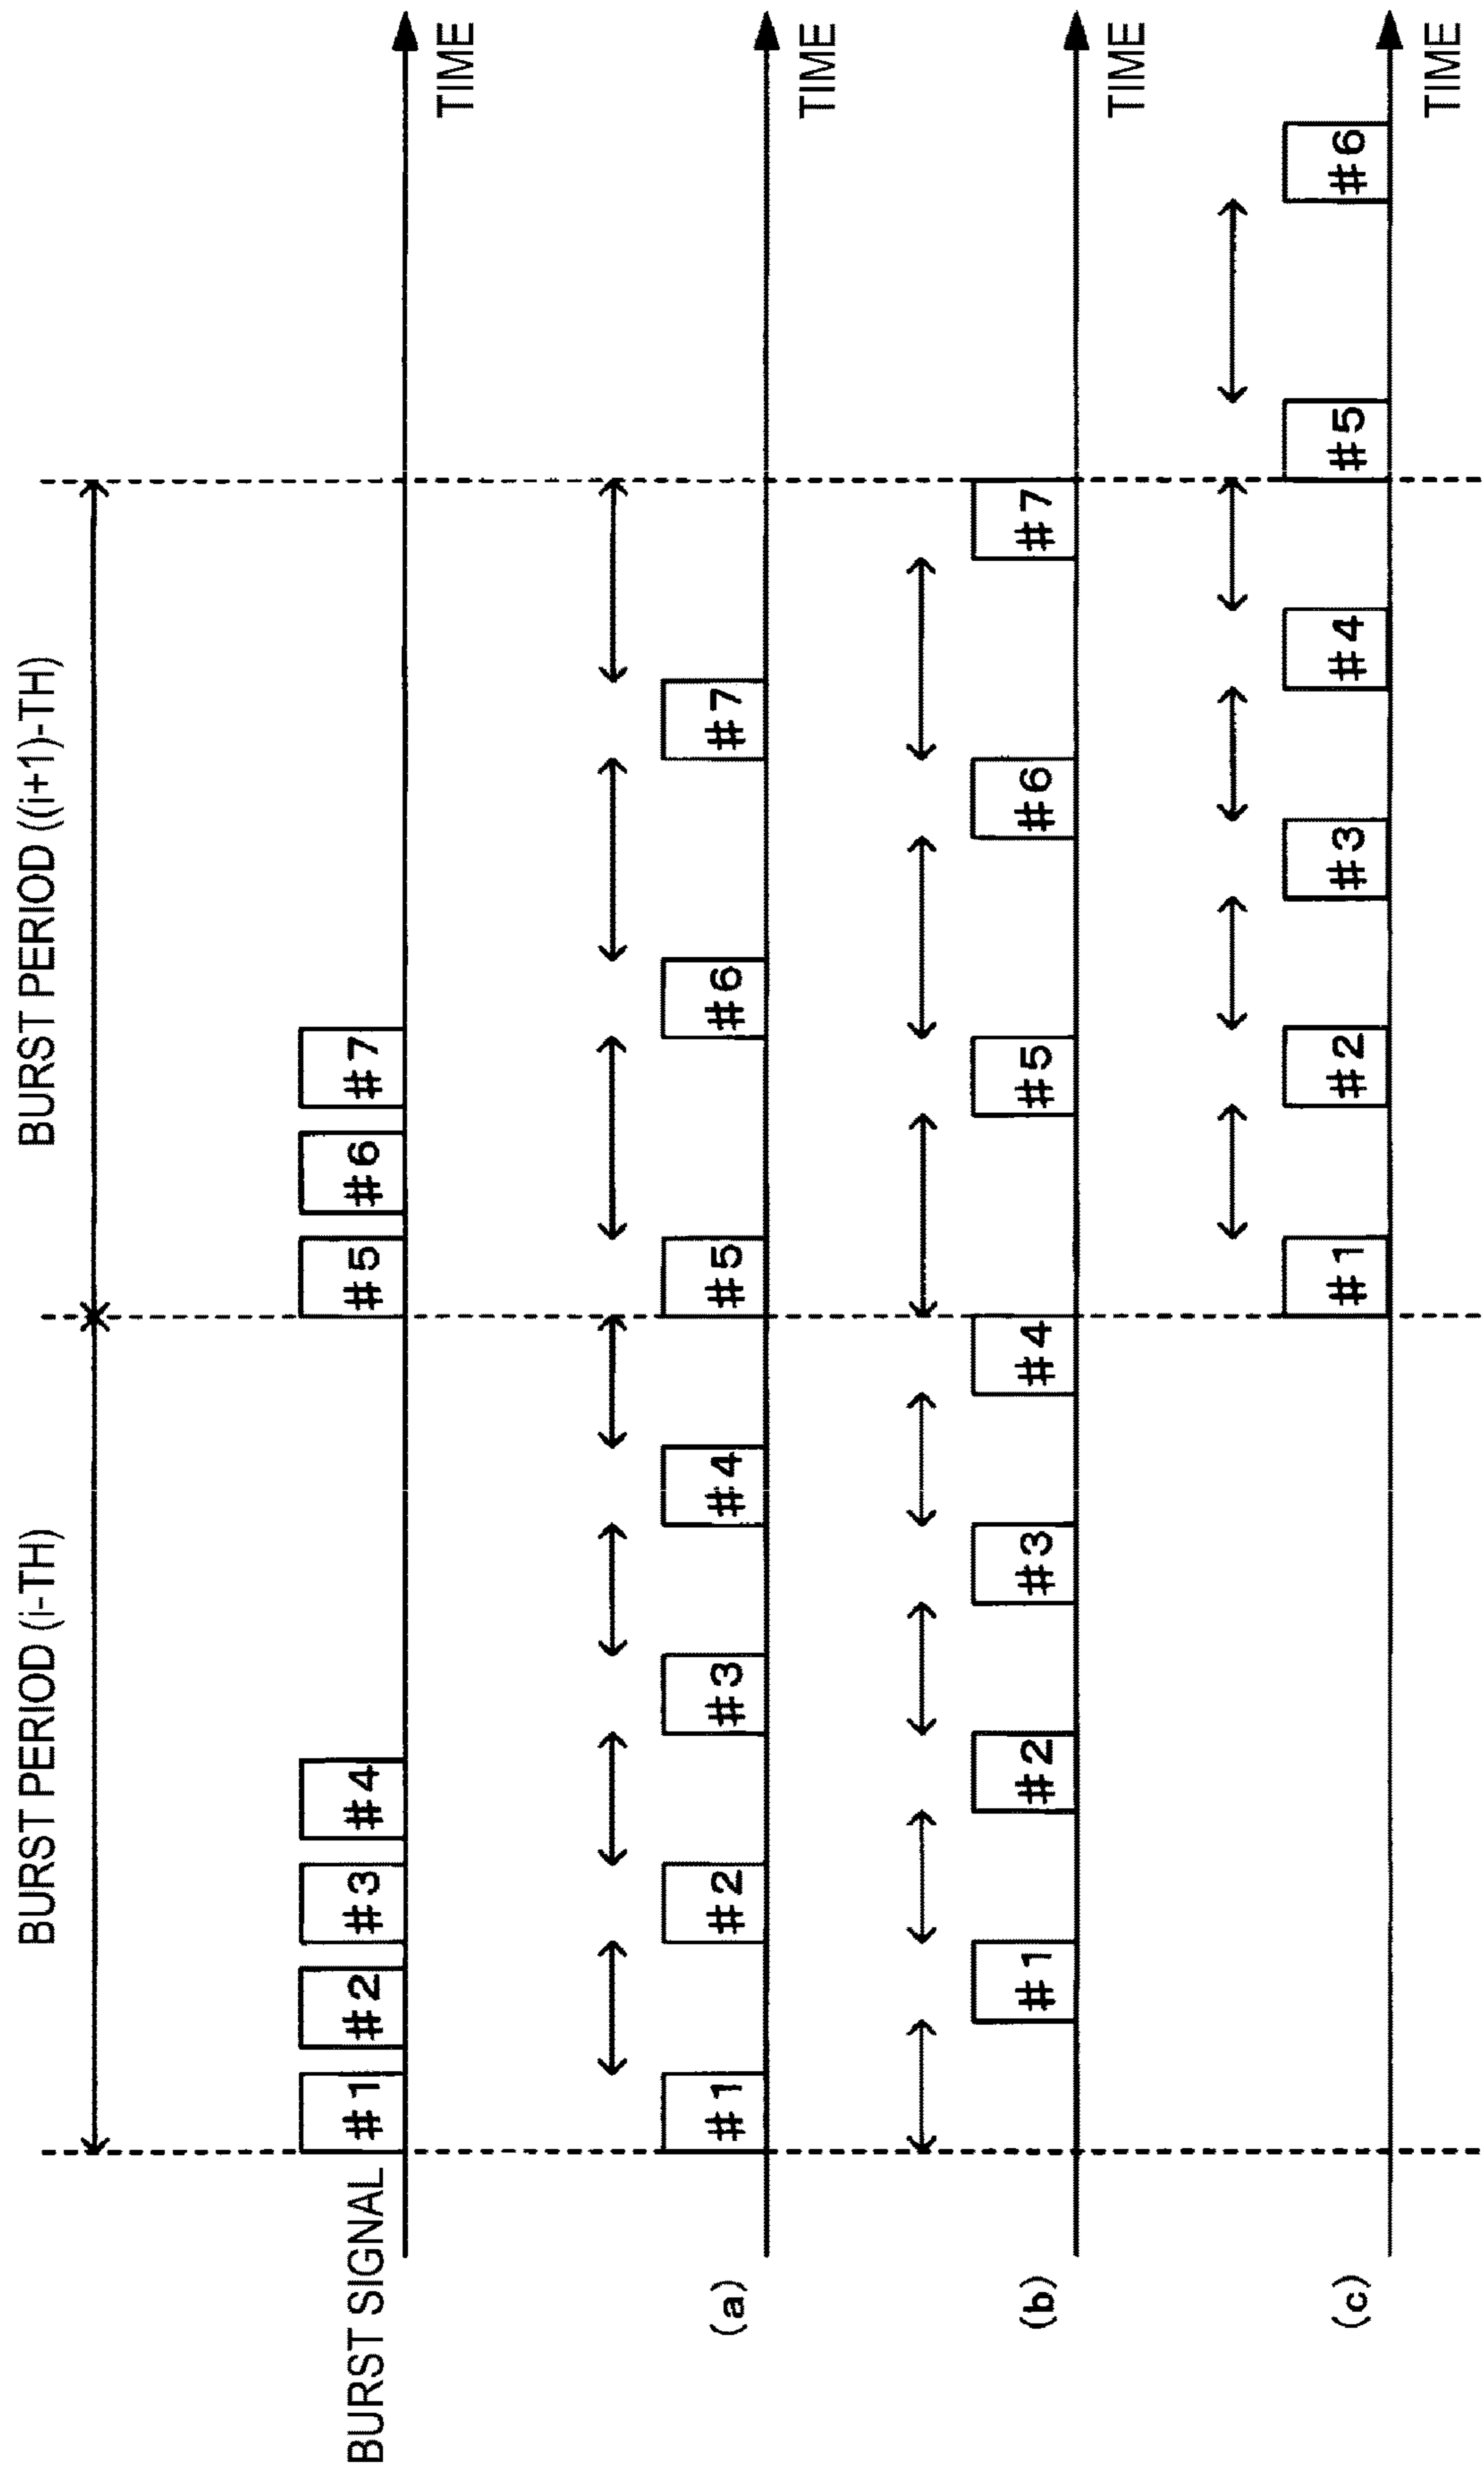 BURST PERIOD (i-TH)
BURST PERIOD ((i+1)-TH)
BURST SIGNAL
#1
#2
#3
#4
#5
#6
#7
TIME
(a)
#1
#2
#3
#4
#5
#6
#7
TIME
(b)
#1
#2
#3
#4
#5
#6
#7
TIME
(c)
#1
#2
#3
#4
#5
#6
TIME